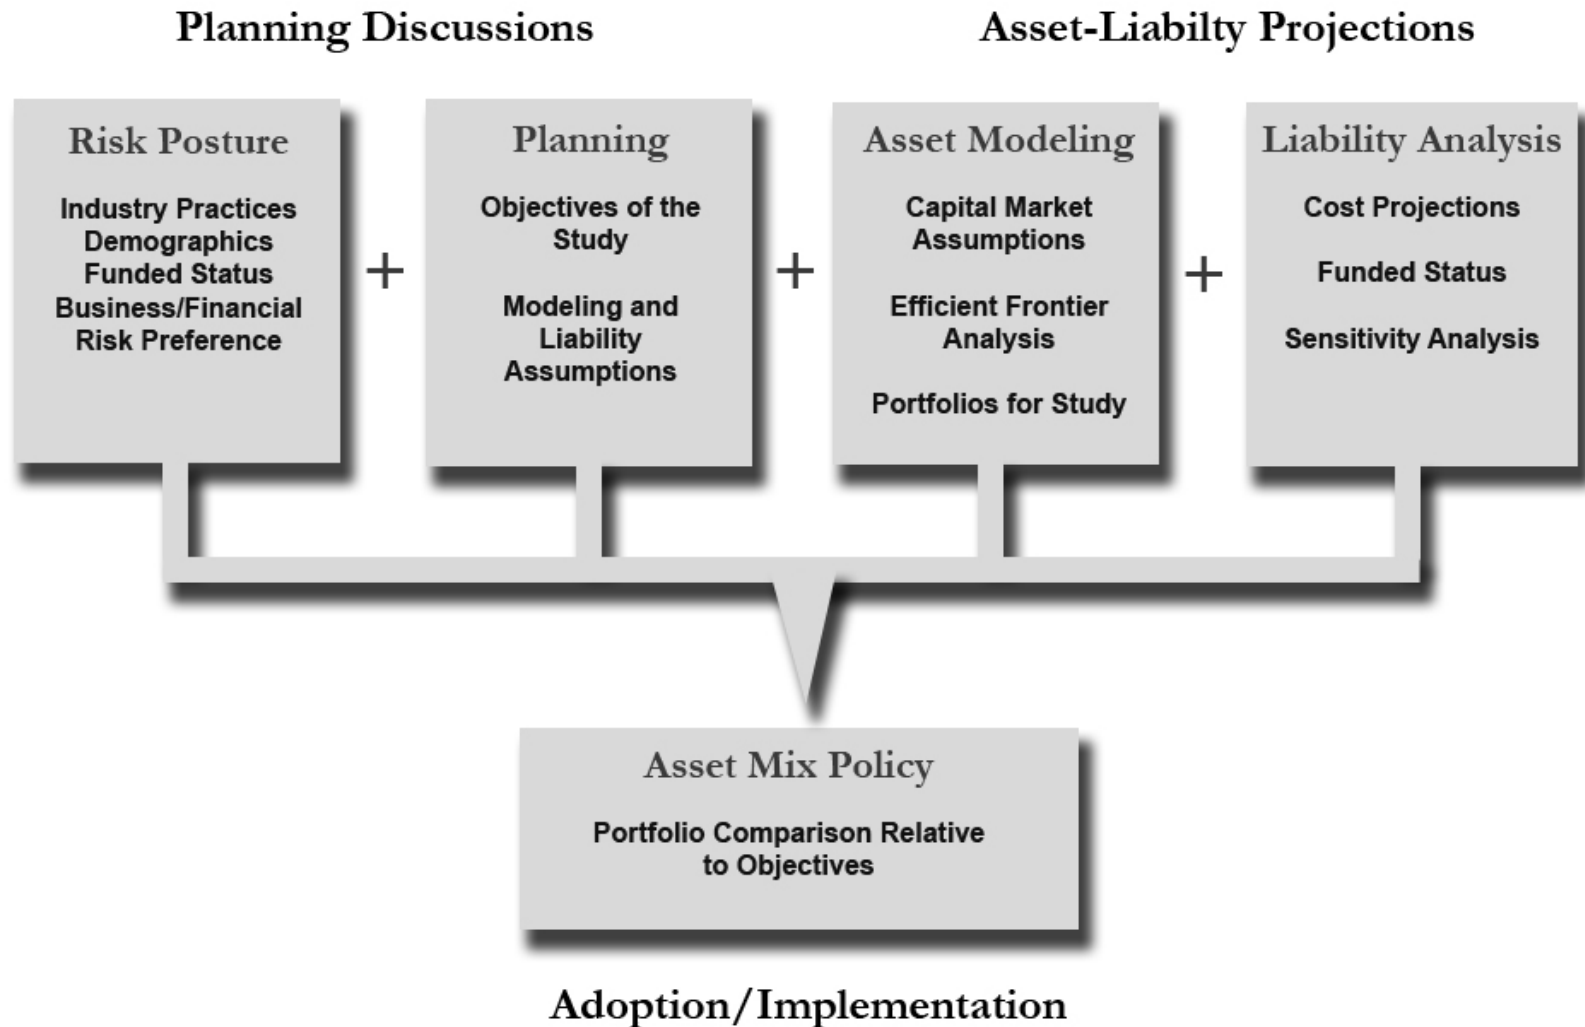 Planning Discussions
Asset-Liabilty Projections
Risk Posture
Industry Practices
Demographics
Funded Status
Business/Financial
Risk Preference
+
Planning
Objectives of the
Study
Modeling and
Liability
Assumptions
+
Asset Modeling
Capital Market
Assumptions
Efficient Frontier
Analysis
Portfolios for Study
+
Liability Analysis
Cost Projections
Funded Status
Sensitivity Analysis
Asset Mix Policy
Portfolio Comparison Relative
to Objectives
Adoption/Implementation